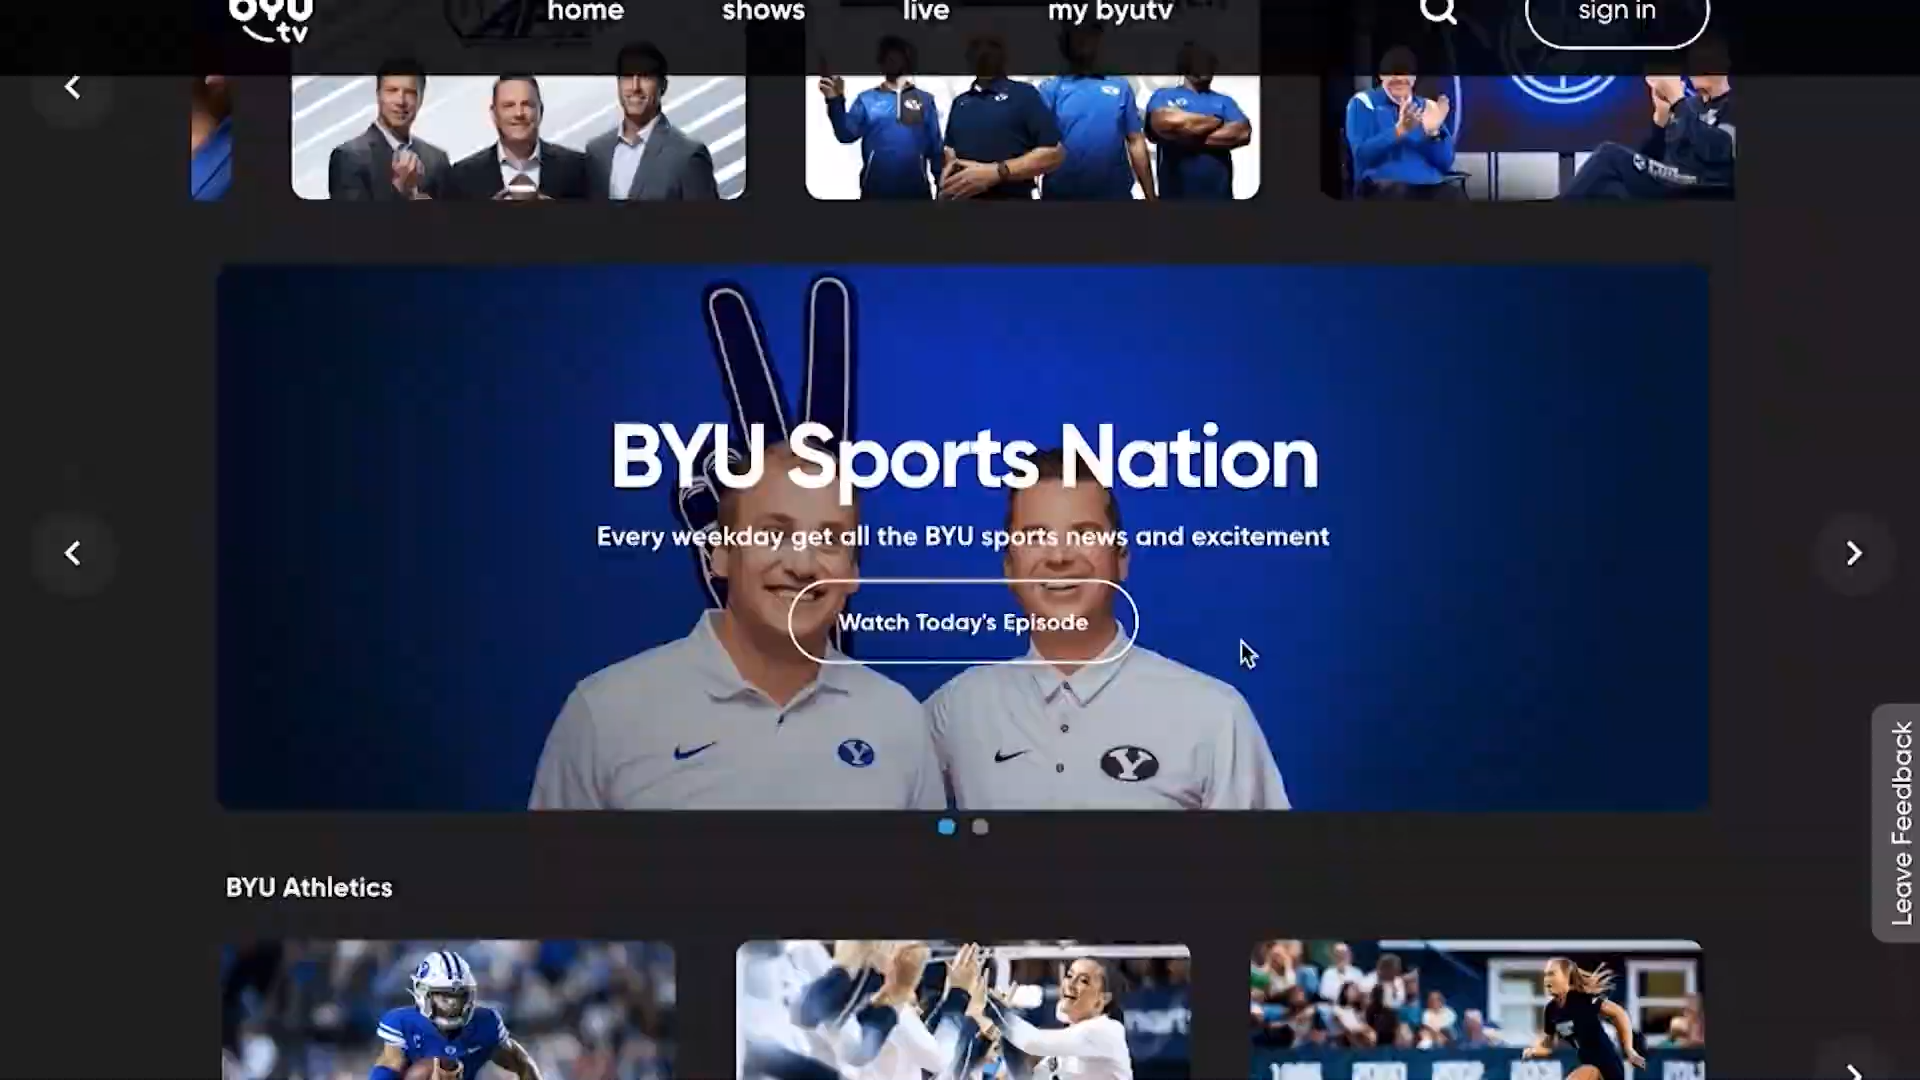 BYU
tv
home
shows
live
my byutv
sign in
BYU Sports Nation
Every weekday get all the BYU sports news and excitement
Watch Today's Episode
Y
Y
Leave Feedback
BYU Athletics